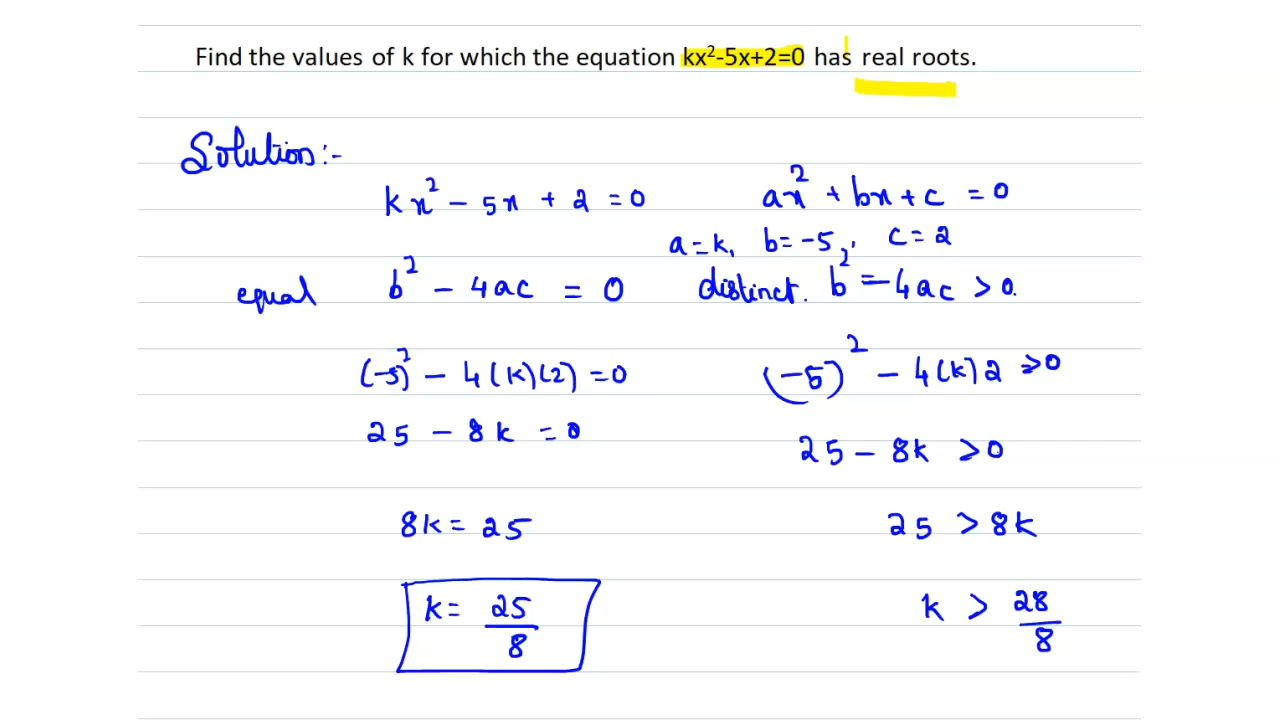 Find the values of k for which the equation kx²-5x+2=0 has real roots.
Solution:-
kx² - 5x + 2 = 0 ax² + bx + c = 0
a = k, b = -5, c = 2
equal b² - 4ac = 0 distinct. b² - 4ac > 0.
(-5)² - 4(k)(2) = 0 (-5)² - 4(k)2 > 0
25 - 8k = 0 25 - 8k > 0
8k = 25 25 > 8k
k = 25/8 k > 28/8